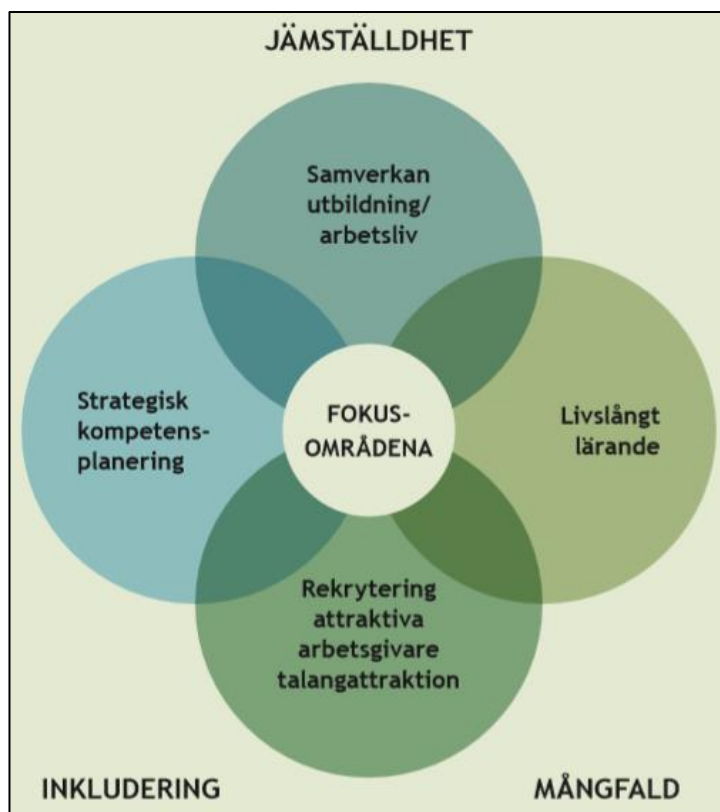 JÄMSTÄLLDHET
Samverkan
utbildning/
arbetsliv
Strategisk
kompetens-
planering
FOKUS-
OMRÅDENA
Livslångt
lärande
Rekrytering
attraktiva
arbetsgivare
talangattraktion
INKLUDERING
MÅNGFALD